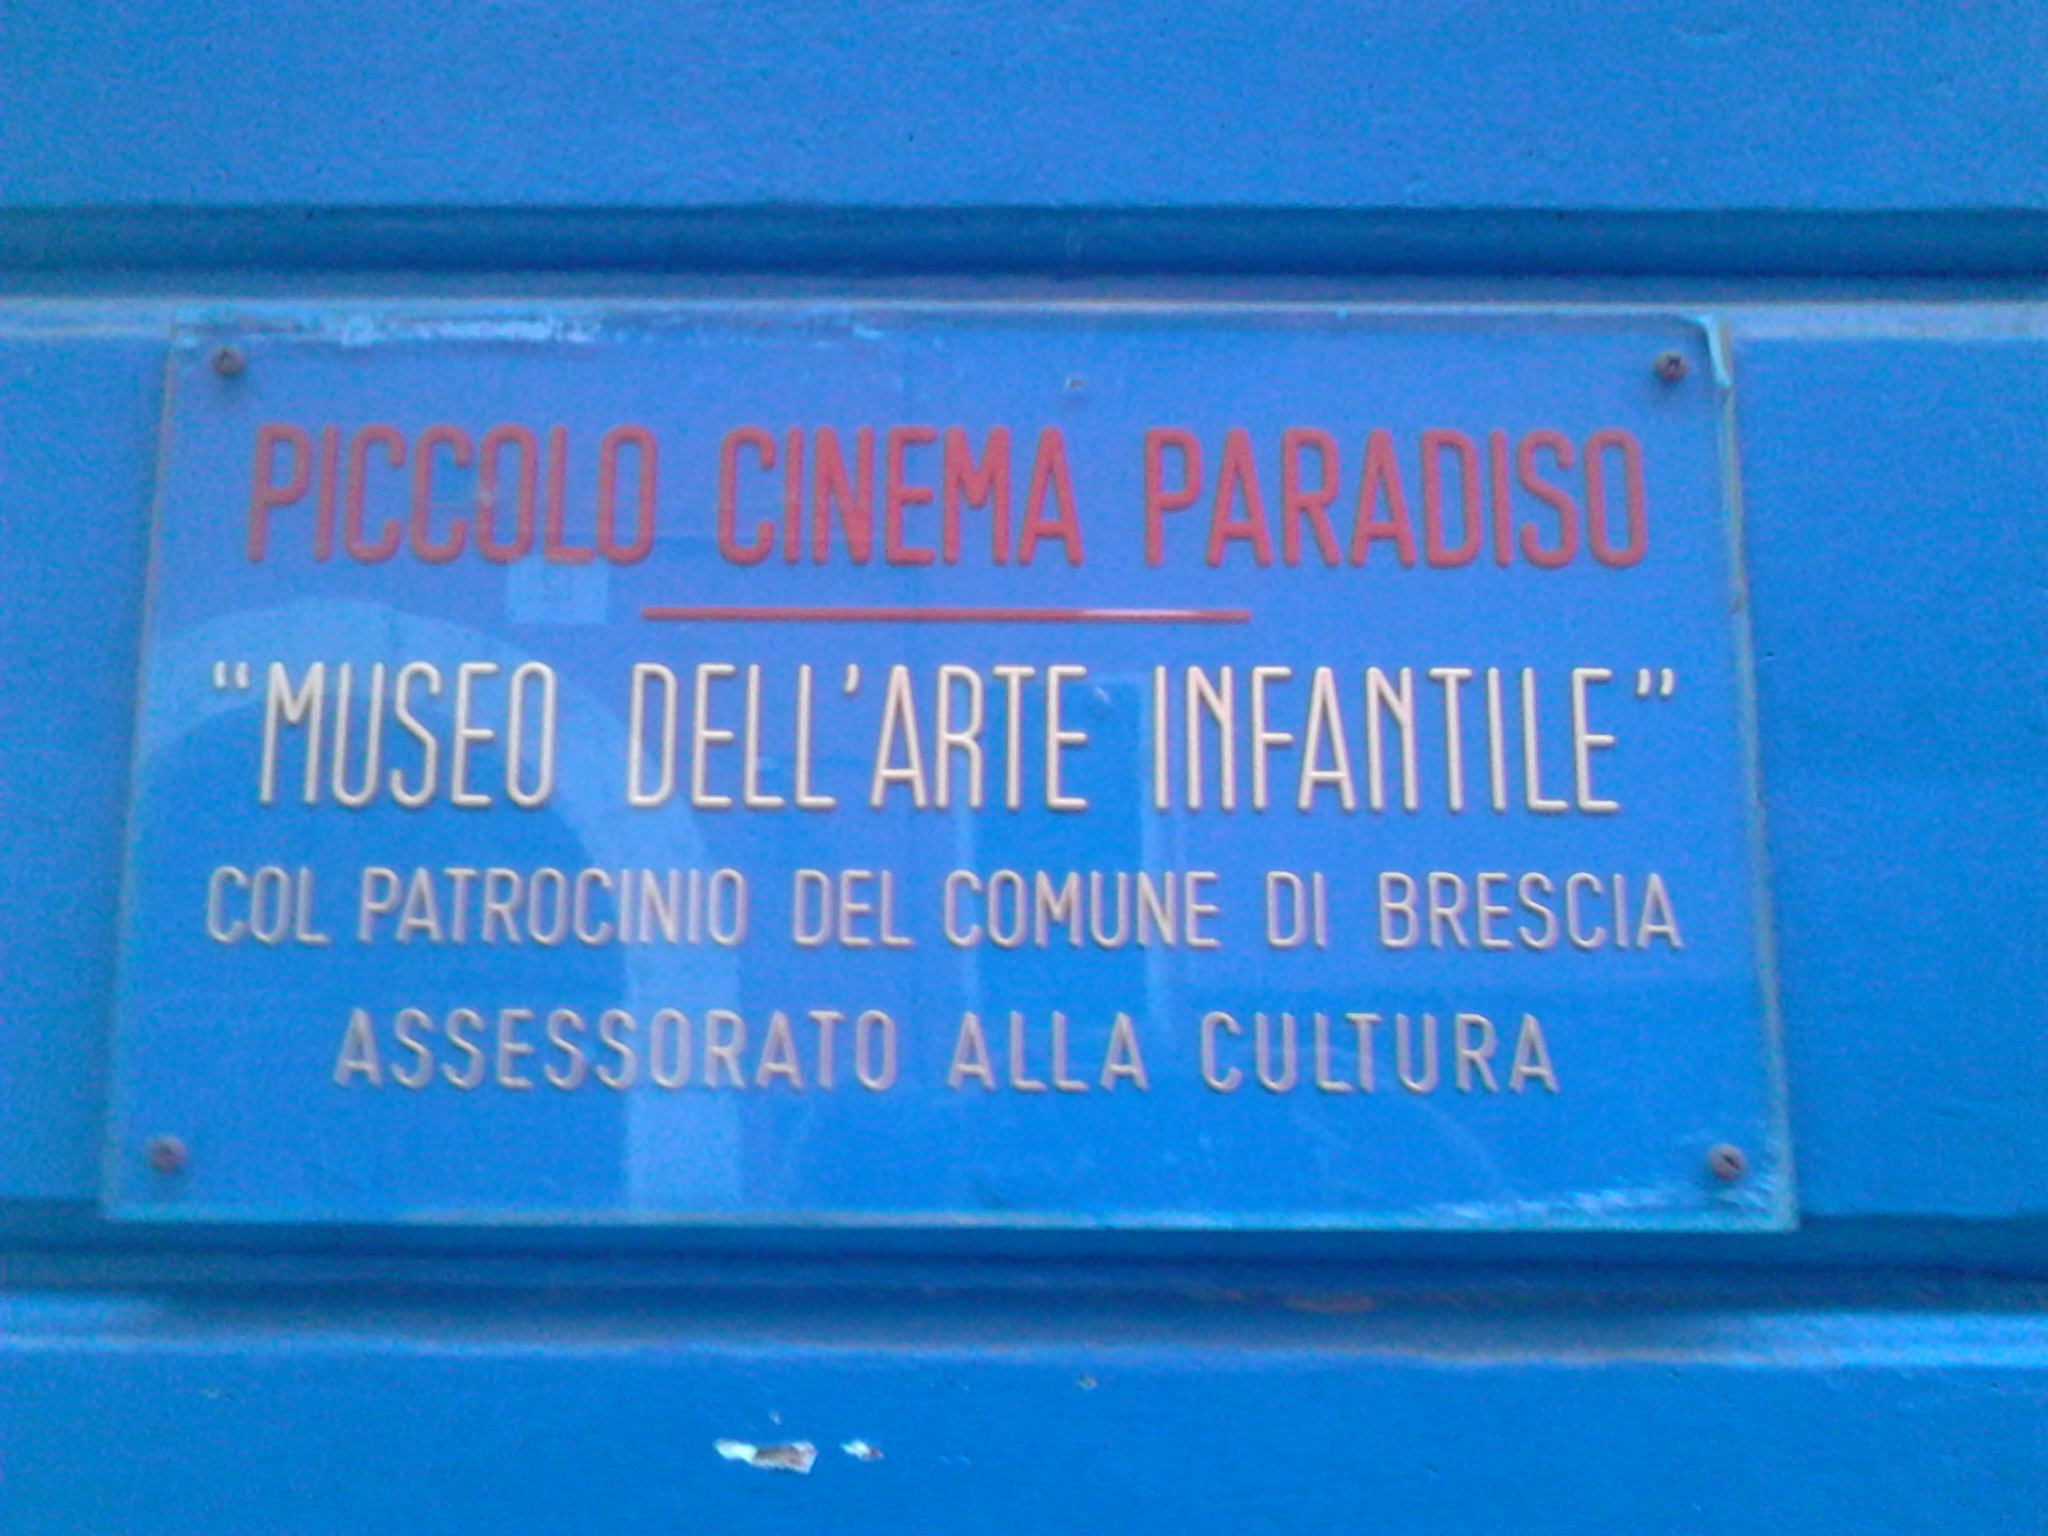 PICCOLO CINEMA PARADISO
“MUSEO DELL’ARTE INFANTILE”
COL PATROCINIO DEL COMUNE DI BRESCIA
ASSESSORATO ALLA CULTURA